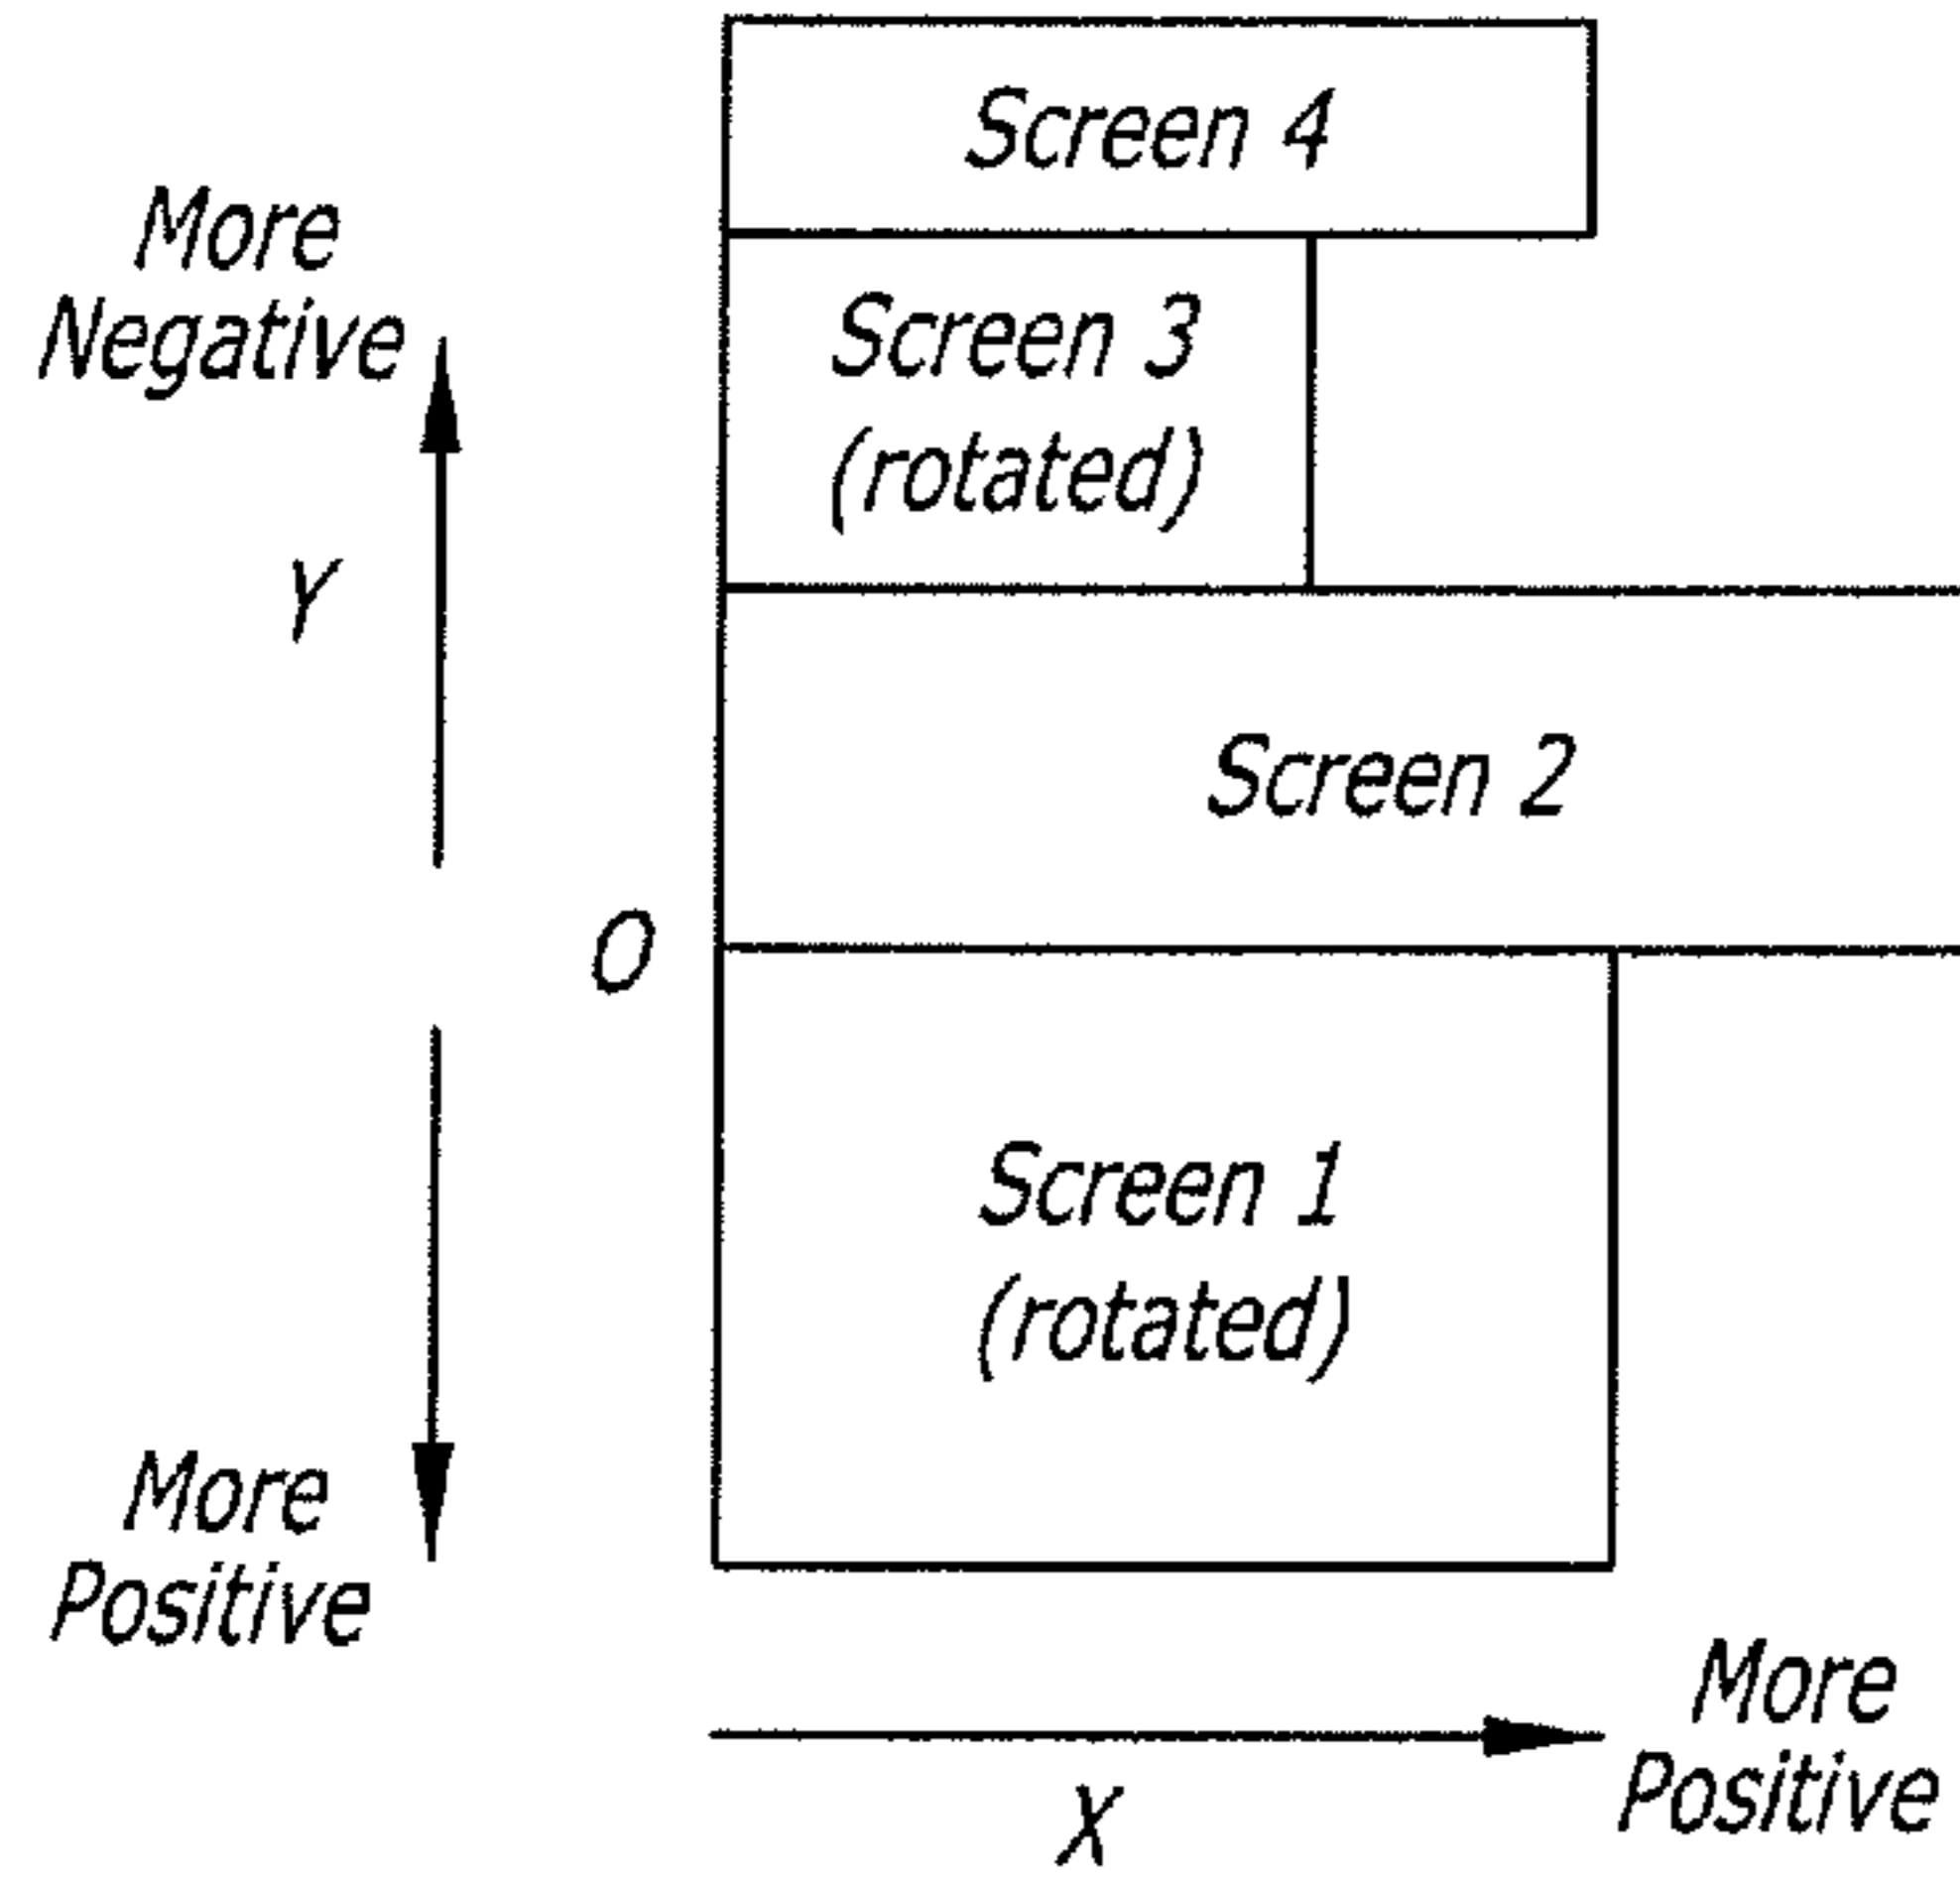 Screen 4
More
Negative
Screen 3
(rotated)
Y
Screen 2
O
Screen 1
(rotated)
More
Positive
More
Positive
X